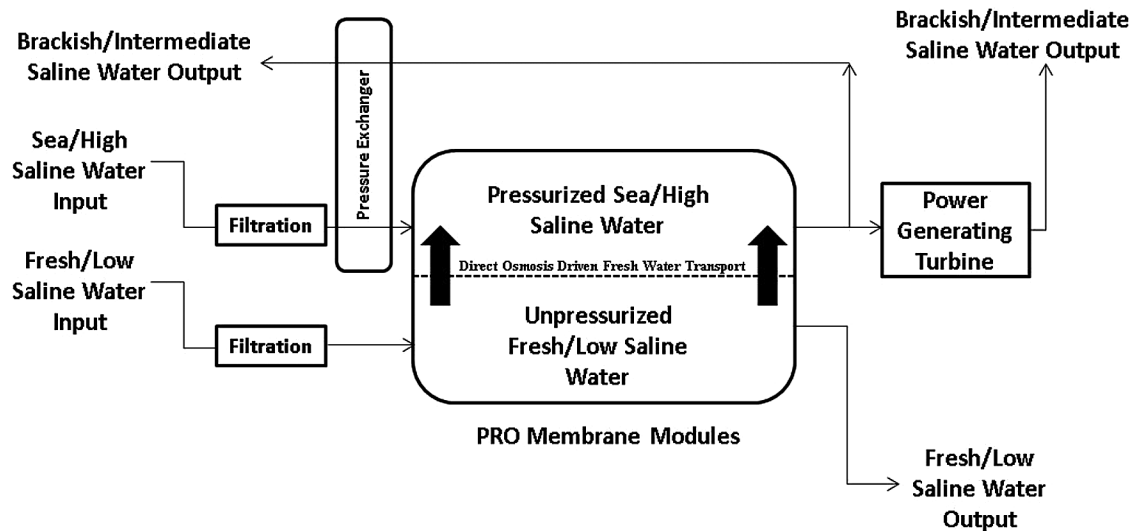 Brackish/Intermediate
Saline Water Output
Brackish/Intermediate
Saline Water Output
Pressure Exchanger
Sea/High
Saline Water
Input
Filtration
Pressurized Sea/High
Saline Water
Power
Generating
Turbine
Direct Osmosis Driven Fresh Water Transport
Fresh/Low
Saline Water
Input
Filtration
Unpressurized
Fresh/Low Saline
Water
PRO Membrane Modules
Fresh/Low
Saline Water
Output